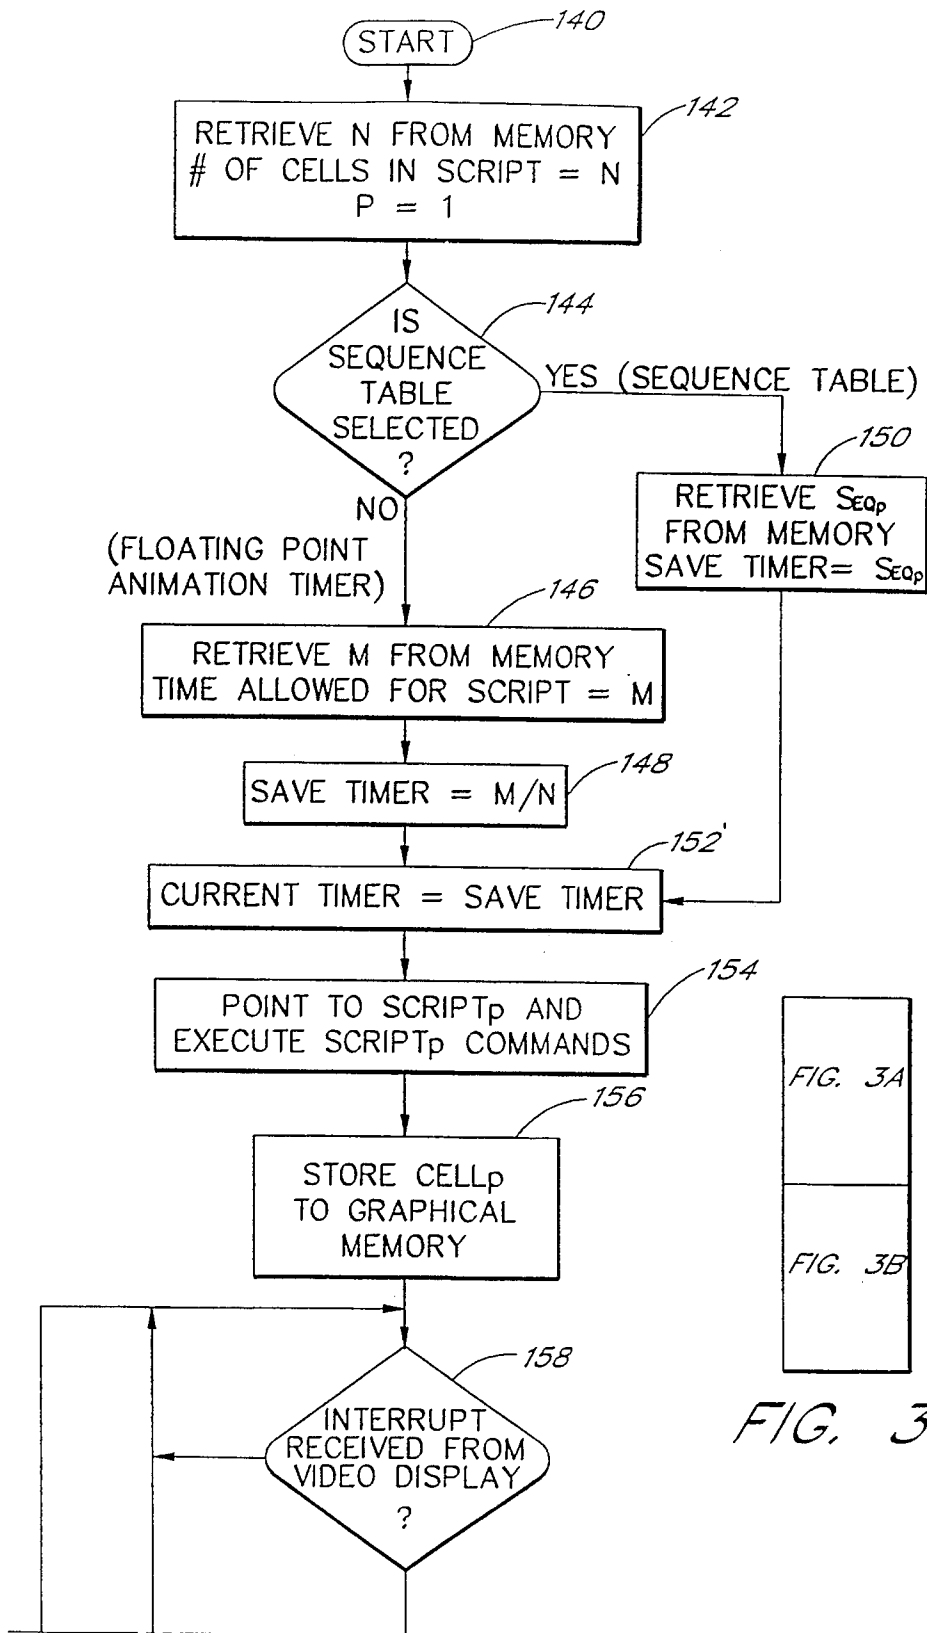 START
140
RETRIEVE N FROM MEMORY
# OF CELLS IN SCRIPT = N
P = 1
142
IS
SEQUENCE
TABLE
SELECTED
?
144
YES (SEQUENCE TABLE)
150
RETRIEVE SEQp
FROM MEMORY
SAVE TIMER= SEQp
NO
(FLOATING POINT
ANIMATION TIMER)
146
RETRIEVE M FROM MEMORY
TIME ALLOWED FOR SCRIPT = M
SAVE TIMER = M/N
148
152'
CURRENT TIMER = SAVE TIMER
154
POINT TO SCRIPTp AND
EXECUTE SCRIPTp COMMANDS
156
STORE CELLp
TO GRAPHICAL
MEMORY
158
INTERRUPT
RECEIVED FROM
VIDEO DISPLAY
?
FIG. 3A
FIG. 3B
FIG. 3